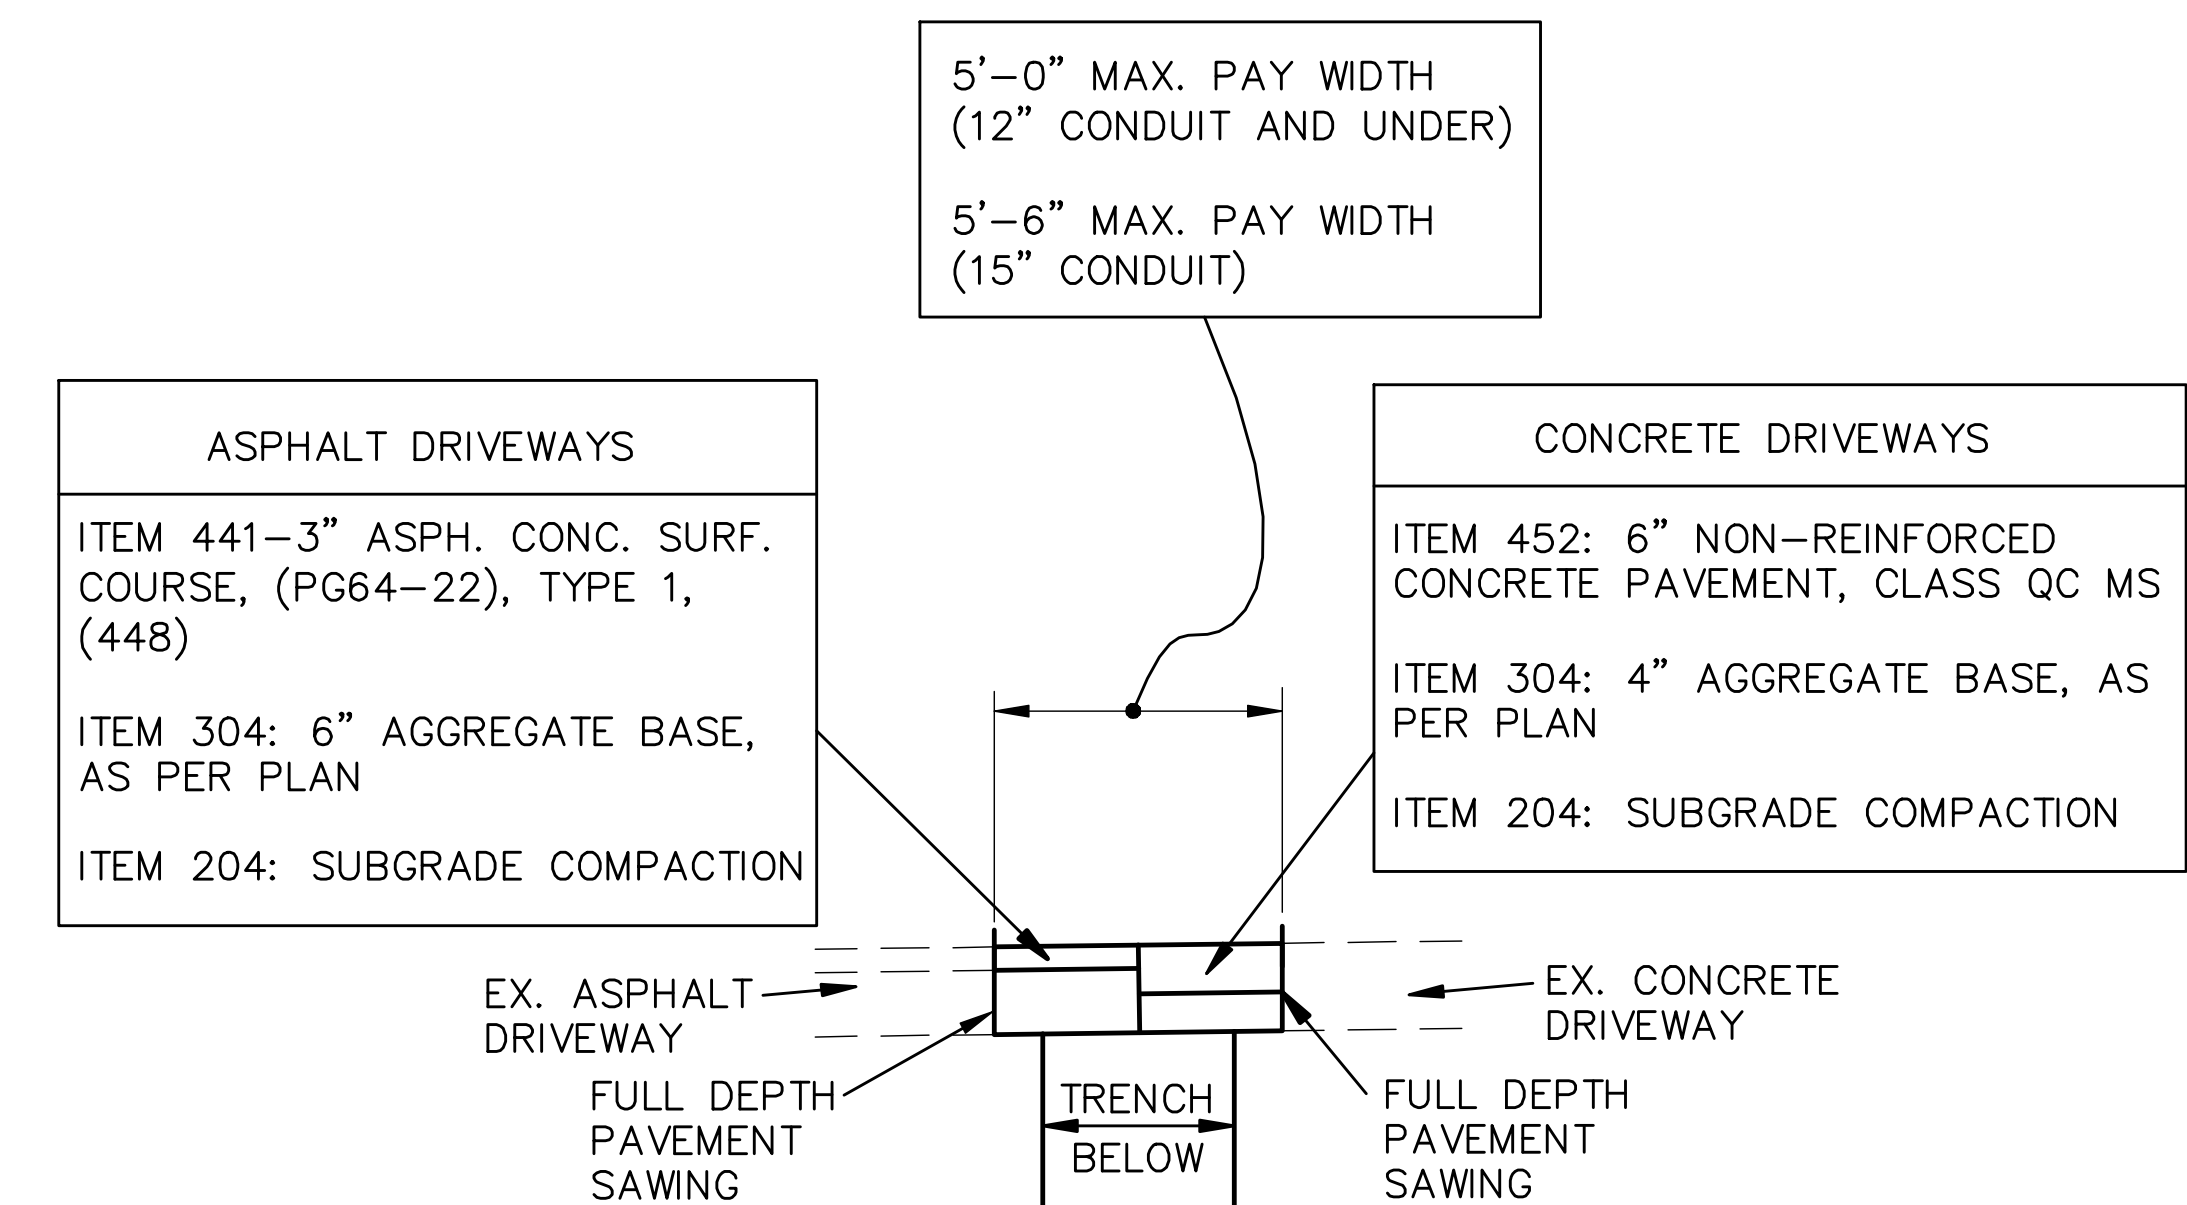 5'-0" MAX. PAY WIDTH
(12" CONDUIT AND UNDER)
5'-6" MAX. PAY WIDTH
(15" CONDUIT)
ASPHALT DRIVEWAYS
ITEM 441-3" ASPH. CONC. SURF.
COURSE, (PG64-22), TYPE 1,
(448)
ITEM 304: 6" AGGREGATE BASE,
AS PER PLAN
ITEM 204: SUBGRADE COMPACTION
CONCRETE DRIVEWAYS
ITEM 452: 6" NON-REINFORCED
CONCRETE PAVEMENT, CLASS QC MS
ITEM 304: 4" AGGREGATE BASE, AS
PER PLAN
ITEM 204: SUBGRADE COMPACTION
EX. ASPHALT
DRIVEWAY
EX. CONCRETE
DRIVEWAY
FULL DEPTH
PAVEMENT
SAWING
TRENCH
BELOW
FULL DEPTH
PAVEMENT
SAWING